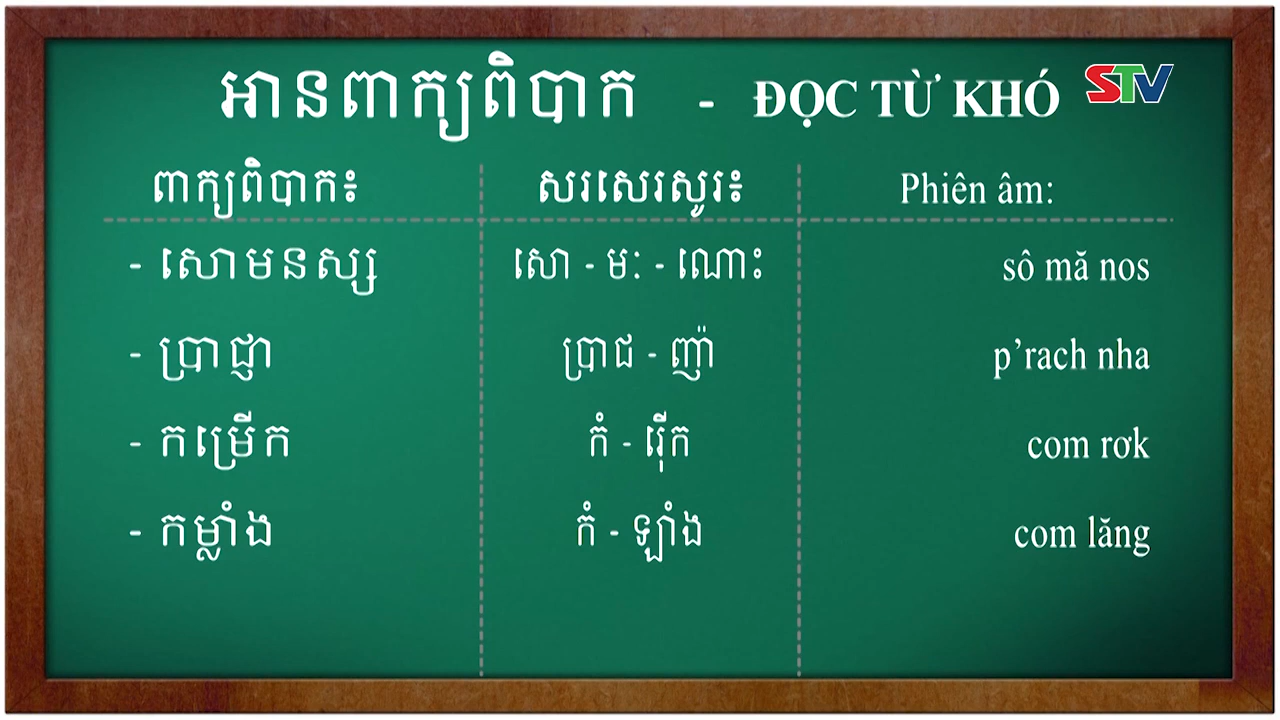 អានពាក្យពិបាក - ĐỌC TỪ KHÓ STV
ពាក្យពិបាក៖ សរសេរសូរ៖ Phiên âm:
- សោមនស្ស សោ - មៈ - ណោះ sô mă nos
- ប្រាជ្ញា ប្រាជ - ញ៉ា p’rach nha
- កម្រើក កំ - រ៉ើក com rơk
- កម្លាំង កំ - ឡាំង com lăng